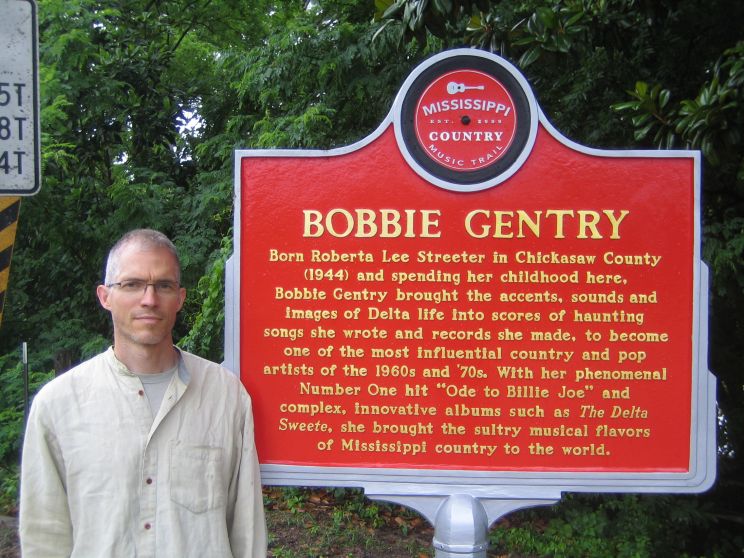 5T
8T
4T
MISSISSIPPI
COUNTRY
MUSIC TRAIL
BOBBIE GENTRY
Born Roberta Lee Streeter in Chickasaw County
(1944) and spending her childhood here,
Bobbie Gentry brought the accents, sounds and
images of Delta life into scores of haunting
songs she wrote and records she made, to become
one of the most influential country and pop
artists of the 1960s and '70s. With her phenomenal
Number One hit "Ode to Billie Joe" and
complex, innovative albums such as The Delta
Sweete, she brought the sultry musical flavors
of Mississippi country to the world.